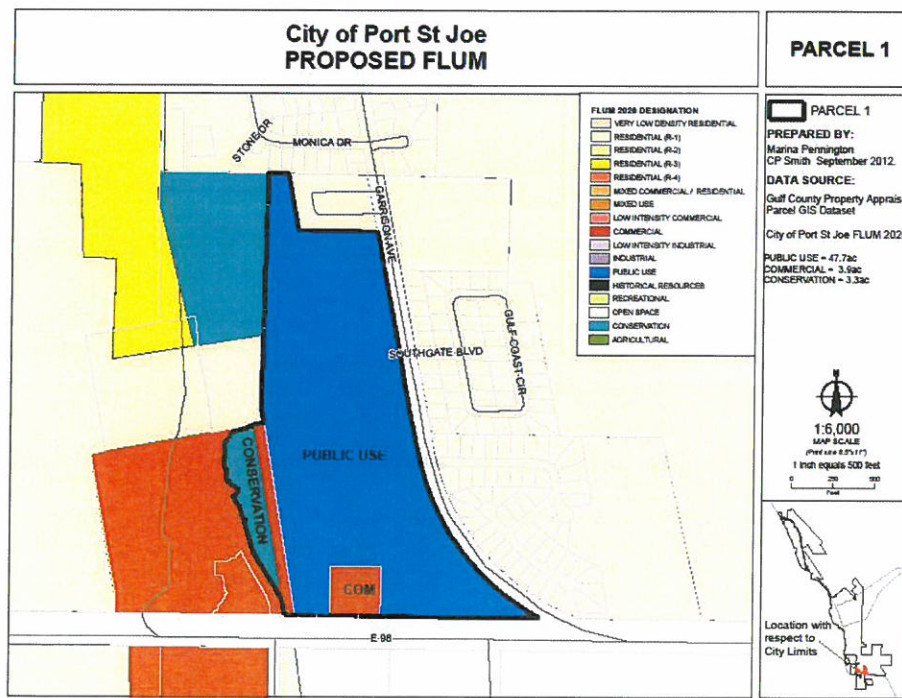 City of Port St Joe
PROPOSED FLUM
PARCEL 1
STONE DR
MONICA DR
GARRISON AVE
SOUTHGATE BLVD
GULF COAST CIR
PUBLIC USE
CONSERVATION
COM
E-98
FLUM 2026 DESIGNATION
VERY LOW DENSITY RESIDENTIAL
RESIDENTIAL (R-1)
RESIDENTIAL (R-2)
RESIDENTIAL (R-3)
RESIDENTIAL (R-4)
MIXED COMMERCIAL / RESIDENTIAL
MIXED USE
LOW INTENSITY COMMERCIAL
COMMERCIAL
LOW INTENSITY INDUSTRIAL
INDUSTRIAL
PUBLIC USE
HISTORICAL RESOURCES
RECREATIONAL
OPEN SPACE
CONSERVATION
AGRICULTURAL
PARCEL 1
PREPARED BY:
Marina Pennington
CP Smith September 2012
DATA SOURCE:
Gulf County Property Apprais
Parcel GIS Dataset
City of Port St Joe FLUM 202
PUBLIC USE = 47.7ac
COMMERCIAL = 3.9ac
CONSERVATION = 3.3ac
N
1:6,000
MAP SCALE
(Print size 8.5"x11")
1 inch equals 500 feet
0 250 500
Feet
Location with
respect to
City Limits